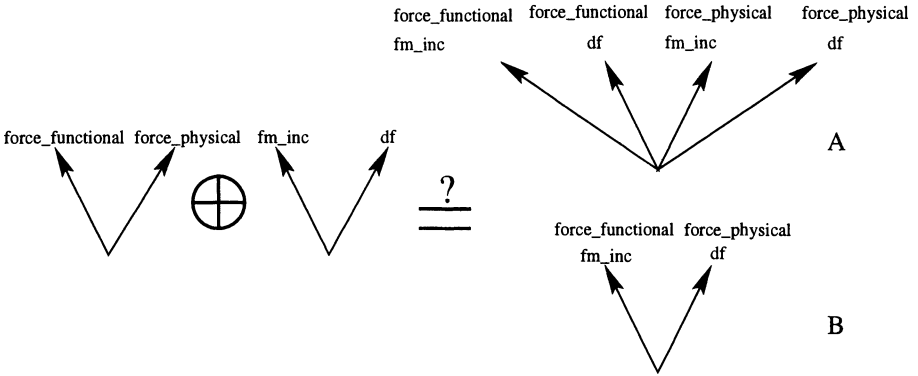 force_functional force_functional force_physical force_physical
fm_inc df fm_inc df
force_functional force_physical fm_inc df
A
?
force_functional force_physical
fm_inc df
B